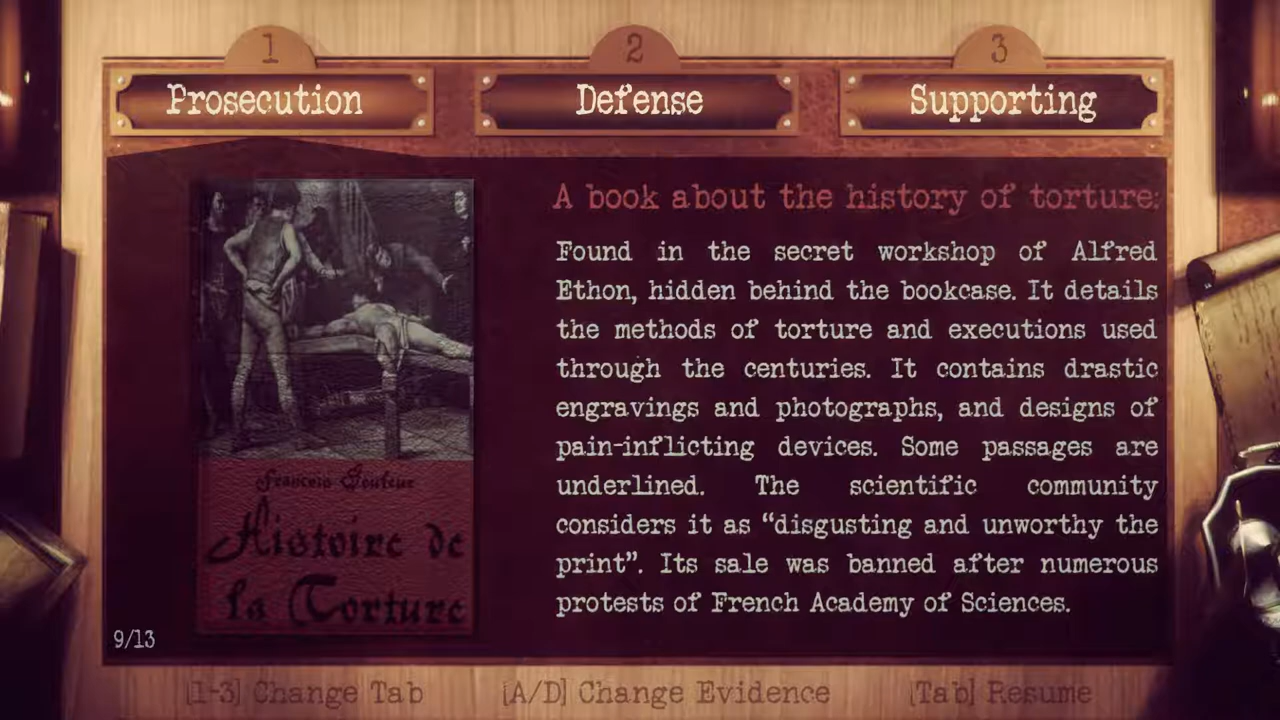 1
2
3
Prosecution
Defense
Supporting
A book about the history of torture:
Found in the secret workshop of Alfred
Ethon, hidden behind the bookcase. It details
the methods of torture and executions used
through the centuries. It contains drastic
engravings and photographs, and designs of
pain-inflicting devices. Some passages are
underlined. The scientific community
considers it as “disgusting and unworthy the
print”. Its sale was banned after numerous
protests of French Academy of Sciences.
Histoire de
la Torture
9/13
[1-3] Change Tab
[A/D] Change Evidence
[Tab] Resume